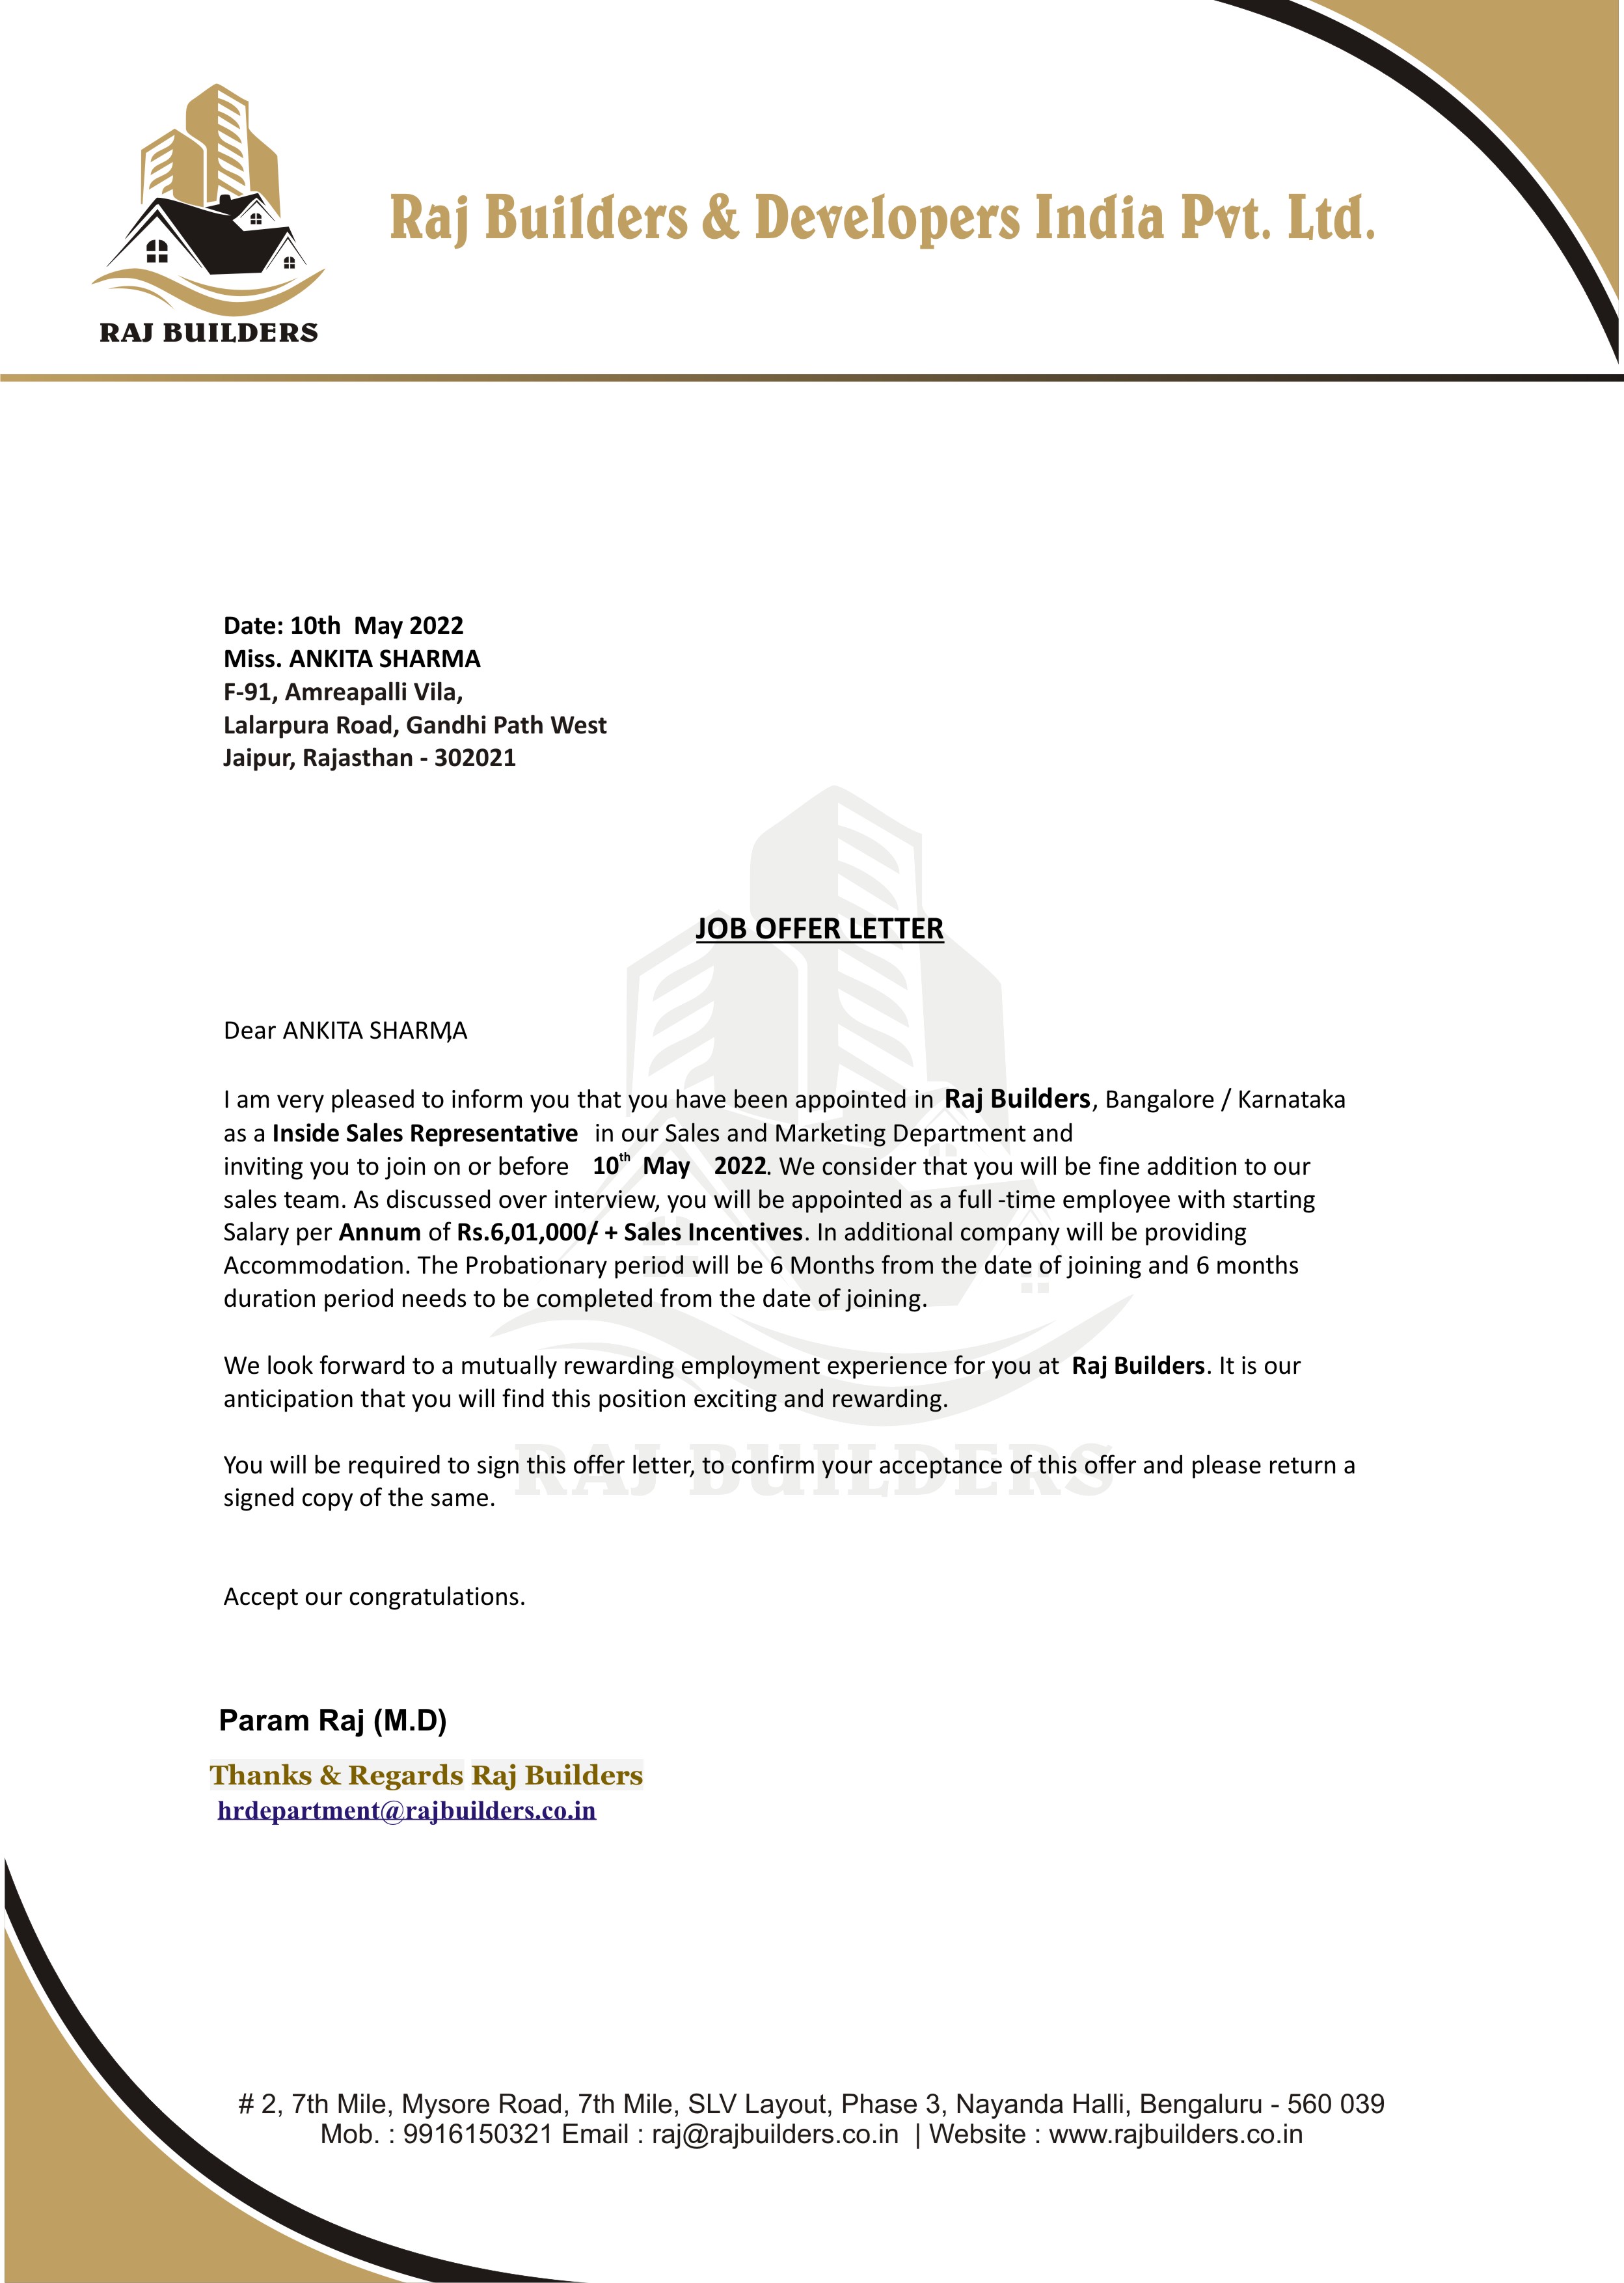 RAJ BUILDERS
Raj Builders & Developers India Pvt. Ltd.
Date: 10th May 2022
Miss. ANKITA SHARMA
F-91, Amreapalli Vila,
Lalarpura Road, Gandhi Path West
Jaipur, Rajasthan - 302021
JOB OFFER LETTER
Dear ANKITA SHARMA,
I am very pleased to inform you that you have been appointed in Raj Builders, Bangalore / Karnataka
as a Inside Sales Representative in our Sales and Marketing Department and
inviting you to join on or before 10th May 2022. We consider that you will be fine addition to our
sales team. As discussed over interview, you will be appointed as a full -time employee with starting
Salary per Annum of Rs.6,01,000/- + Sales Incentives. In additional company will be providing
Accommodation. The Probationary period will be 6 Months from the date of joining and 6 months
duration period needs to be completed from the date of joining.
We look forward to a mutually rewarding employment experience for you at Raj Builders. It is our
anticipation that you will find this position exciting and rewarding.
RAJ BUILDERS
You will be required to sign this offer letter, to confirm your acceptance of this offer and please return a
signed copy of the same.
Accept our congratulations.
Param Raj (M.D)
Thanks & Regards Raj Builders
hrdepartment@rajbuilders.co.in
# 2, 7th Mile, Mysore Road, 7th Mile, SLV Layout, Phase 3, Nayanda Halli, Bengaluru - 560 039
Mob. : 9916150321 Email : raj@rajbuilders.co.in | Website : www.rajbuilders.co.in